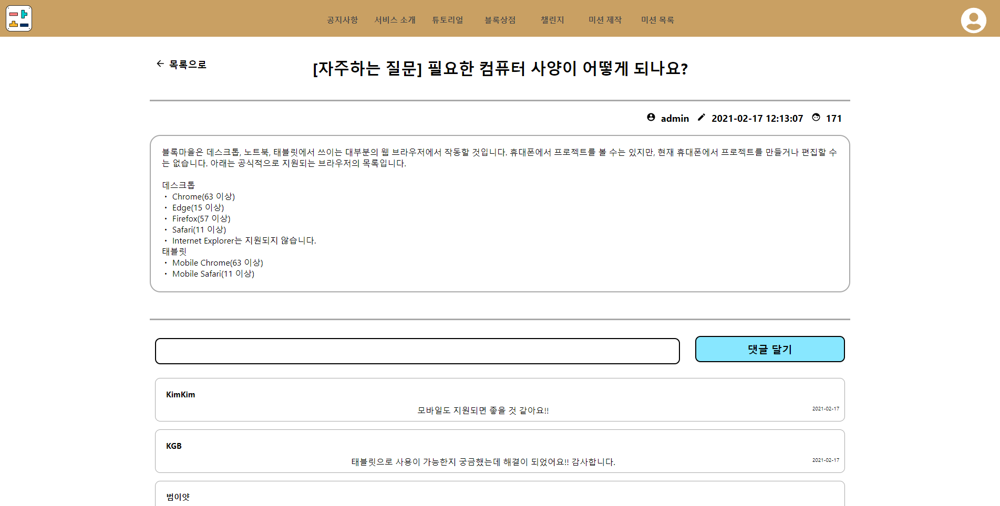 공지사항 서비스 소개 튜토리얼 블록상점 챌린지 미션 제작 미션 목록
목록으로
[자주하는 질문] 필요한 컴퓨터 사양이 어떻게 되나요?
admin 2021-02-17 12:13:07 171
블록마을은 데스크톱, 노트북, 태블릿에서 쓰이는 대부분의 웹 브라우저에서 작동할 것입니다. 휴대폰에서 프로젝트를 볼 수는 있지만, 현재 휴대폰에서 프로젝트를 만들거나 편집할 수
는 없습니다. 아래는 공식적으로 지원되는 브라우저의 목록입니다.
데스크톱
・ Chrome(63 이상)
・ Edge(15 이상)
・ Firefox(57 이상)
・ Safari(11 이상)
・ Internet Explorer는 지원되지 않습니다.
태블릿
・ Mobile Chrome(63 이상)
・ Mobile Safari(11 이상)
댓글 달기
KimKim
모바일도 지원되면 좋을 것 같아요!!
2021-02-17
KGB
태블릿으로 사용이 가능한지 궁금했는데 해결이 되었어요!! 감사합니다.
2021-02-17
범이얏